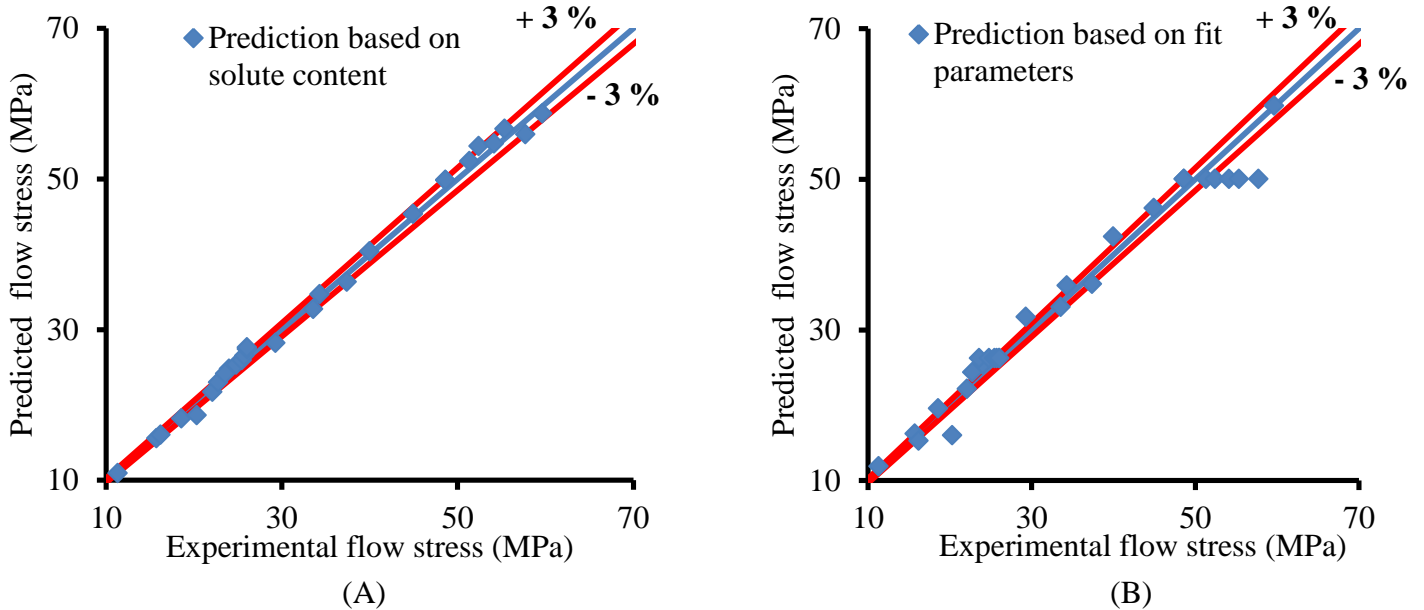 70
50
30
10
Predicted flow stress (MPa)
Prediction based on
solute content
+ 3 %
- 3 %
10
30
50
70
Experimental flow stress (MPa)
(A)
70
50
30
10
Predicted flow stress (MPa)
Prediction based on fit
parameters
+ 3 %
- 3 %
10
30
50
70
Experimental flow stress (MPa)
(B)